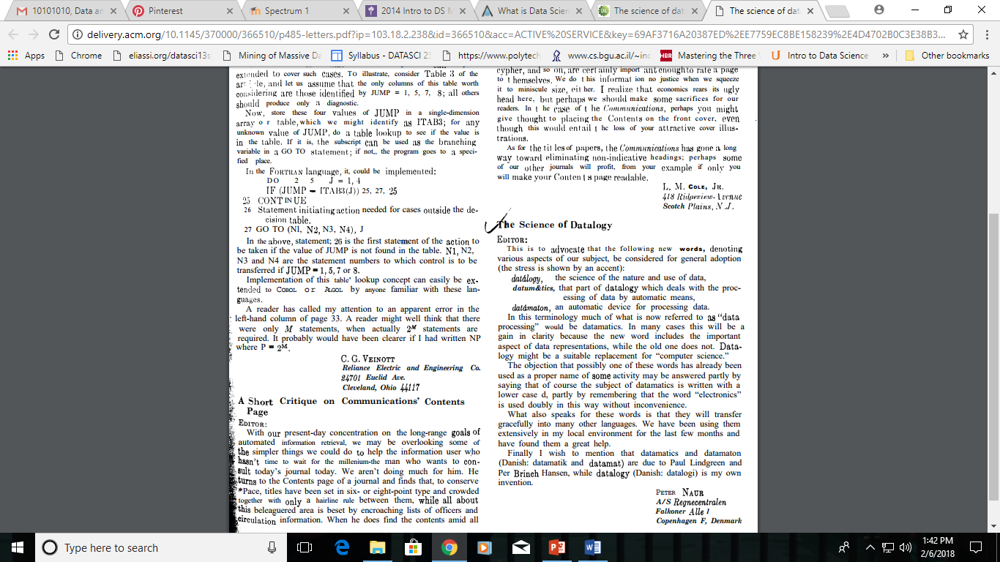 10101010, Data an
Pinterest
Spectrum 1
2014 Intro to DS M
What is Data Scien
The science of dat
The science of dat
delivery.acm.org/10.1145/370000/366510/p485-letters.pdf?ip=103.18.2.238&id=366510&acc=ACTIVE%20SERVICE&key=69AF3716A20387ED%2EE7759EC8BE158239%2E4D4702B0C3E38B3...
Apps
Chrome
eliassi.org/datasci13s
Mining of Massive Da
Syllabus - DATASCI 25
https://www.polytech
www.cs.bgu.ac.il/~inc
Mastering the Three
Intro to Data Science
»
Other bookmarks
extended to cover such cases. To illustrate, consider Table 3 of the
and let us assume that the only columns of this table worth
considering are those identified by JUMP = 1, 5, 7, 8; all others
should produce only a diagnostic.
Now, store these four values of JUMP in a single-dimension
array o r table, which we might identify as ITAB3; for any
unknown value of JUMP, do a table lookup to see if the value is
in the table. If it is, the subscript can be used as the branching
variable in a GO TO statement; if not,, the program goes to a speci-
fied place.
In the FORTRAN language, it, could be implemented:
DO 2 5 J = 1, 4
IF (JUMP - ITAB3(J)) 25, 27, 25
25 CONT IN UE
26 Statement initiating action needed for cases outside the de-
cision table.
27 GO TO (N1, N2, N3, N4), J
In the above, statement; 26 is the first statement of the action to
be taken if the value of JUMP is not found in the table. N1, N2,
N3 and N4 are the statement numbers to which control is to be
transferred if JUMP = 1, 5, 7 or 8.
Implementation of this table' lookup concept can easily be ex-
tended to COBOL o r ALGOL by anyone familiar with these lan-
guages.
A reader has called my attention to an apparent error in the
left-hand column of page 33. A reader might well think that there
were only M statements, when actually 2^M statements are
required. It probably would have been clearer if I had written NP
where P = 2^M.
C. G. VEINOTT
Reliance Electric and Engineering Co.
24701 Euclid Ave.
Cleveland, Ohio 44117
A Short Critique on Communications' Contents
Page
EDITOR:
With our present-day concentration on the long-range goals of
automated information retrieval, we may be overlooking some of
the simpler things we could do to help the information user who
hasn't time to wait for the millenium-the man who wants to con-
sult today's journal today. We aren't doing much for him. He
turns to the Contents page of a journal and finds that, to conserve
*Pace, titles have been set in six- or eight-point type and crowded
together with only a hairline rule between them, while all about
this beleaguered area is beset by encroaching lists of officers and
circulation information. When he does find the contents amid all
cypher, and so on, are certainly import ant enough to rate a page
to themselves. We do t his informat ion no justice when we squeeze
it to miniscule size, eit her. I realize that economics rears its ugly
head here, but perhaps we should make some sacrifices for our
readers. In t he case of t he Communications, perhaps you might
give thought to placing the Contents on the front cover, even
though this would entail t he loss of your attractive cover illus-
trations.
As for the tit les of papers, the Communications has gone a long
way toward eliminating non-indicative headings; perhaps some
of our other journals will profit, from your example if only you
will make your Content s page readable.
L. M. COLE, JR.
418 Ridgeview Avenue
Scotch Plains, N.J.
The Science of Datalogy
EDITOR:
This is to advocate that the following new words, denoting
various aspects of our subject, be considered for general adoption
(the stress is shown by an accent):
datálogy, the science of the nature and use of data,
datum&tics, that part of datalogy which deals with the proc-
essing of data by automatic means,
datámaton, an automatic device for processing data.
In this terminology much of what is now referred to as "data
processing" would be datamatics. In many cases this will be a
gain in clarity because the new word includes the important
aspect of data representations, while the old one does not. Data-
logy might be a suitable replacement for "computer science."
The objection that possibly one of these words has already been
used as a proper name of some activity may be answered partly by
saying that of course the subject of datamatics is written with a
lower case d, partly by remembering that the word "electronics"
is used doubly in this way without inconvenience.
What also speaks for these words is that they will transfer
gracefully into many other languages. We have been using them
extensively in my local environment for the last few months and
have found them a great help.
Finally I wish to mention that datamatics and datamaton
(Danish: datamatik and datamat) are due to Paul Lindgreen and
Per Brinch Hansen, while datalogy (Danish: datalogi) is my own
invention.
PETER NAUR
A/S Regnecentralen
Falkoner Alle 1
Copenhagen F, Denmark
Type here to search
1:42 PM
2/6/2018